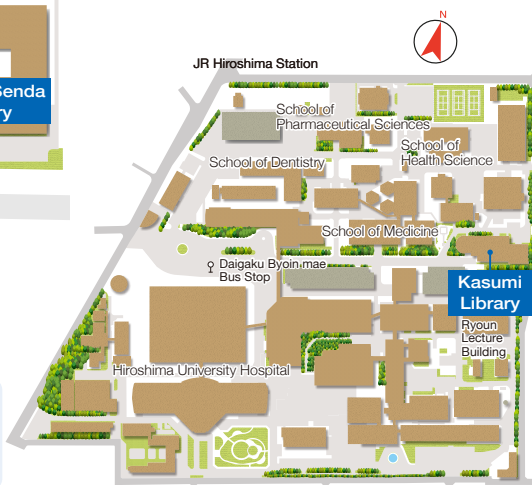 N
JR Hiroshima Station
Senda
School of
Pharmaceutical Sciences
School of
Health Science
School of Dentistry
School of Medicine
Daigaku Byoin-mae
Bus Stop
Kasumi
Library
Ryoun
Lecture
Building
Hiroshima University Hospital